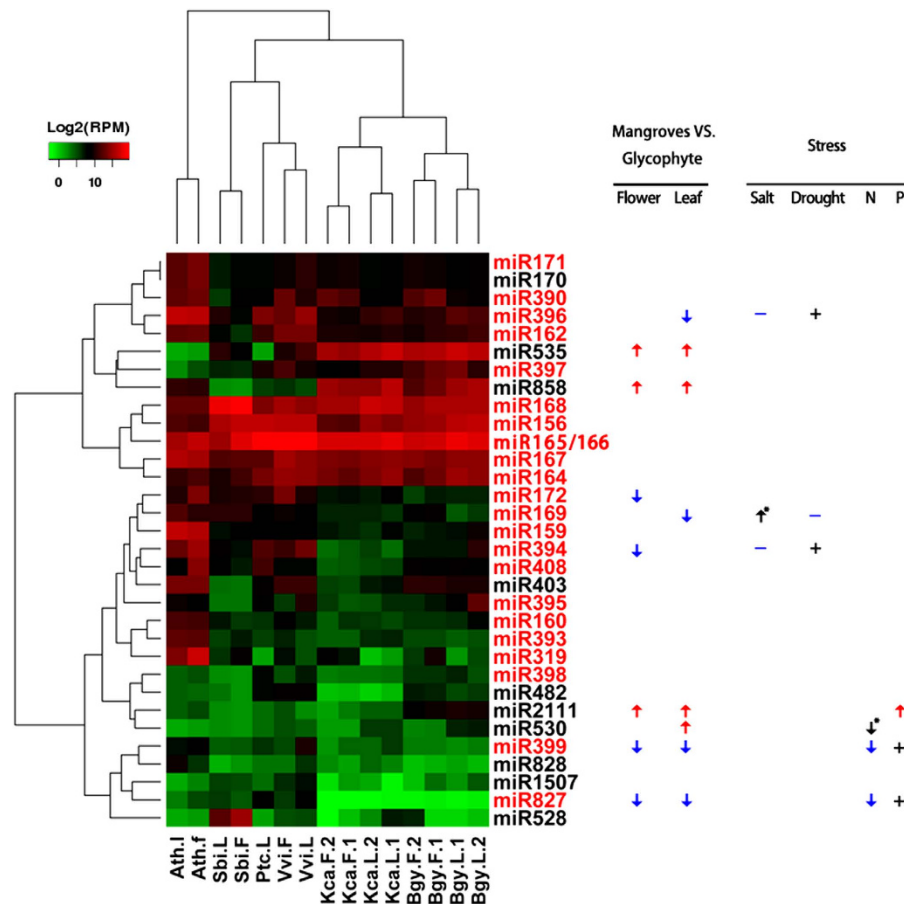 Log2(RPM)
0 10
Mangroves VS.
Glycophyte
Stress
Flower Leaf Salt Drought N P
miR171
miR170
miR390
miR396 ↓ − +
miR162
miR535 ↑ ↑
miR397
miR858 ↑ ↑
miR168
miR156
miR165/166
miR167
miR164
miR172 ↓
miR169 ↓ ↑* −
miR159
miR394 ↓ − +
miR408
miR403
miR395
miR160
miR393
miR319
miR398
miR482
miR2111 ↑ ↑ ↑
miR530 ↑ ↓*
miR399 ↓ ↓ ↓ +
miR828
miR1507
miR827 ↓ ↓ ↓ +
miR528
Ath.l
Ath.f
Sbi.L
Sbi.F
Ptc.L
Vvi.F
Vvi.L
Kca.F.2
Kca.F.1
Kca.L.2
Kca.L.1
Bgy.F.2
Bgy.F.1
Bgy.L.1
Bgy.L.2